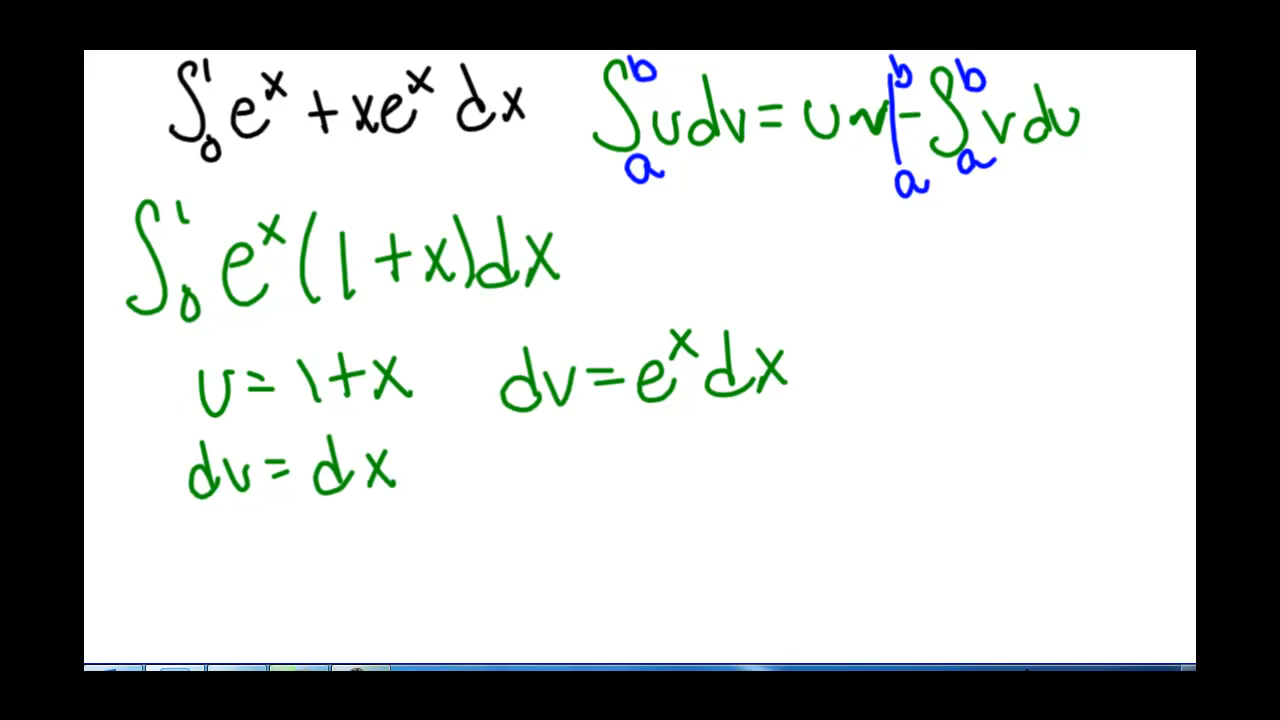 ∫₀¹ eˣ + xeˣ dx   ∫ₐᵇ u dv = uv|ₐᵇ - ∫ₐᵇ v du
∫₀¹ eˣ(1+x)dx
u = 1+x   dv = eˣ dx
du = dx